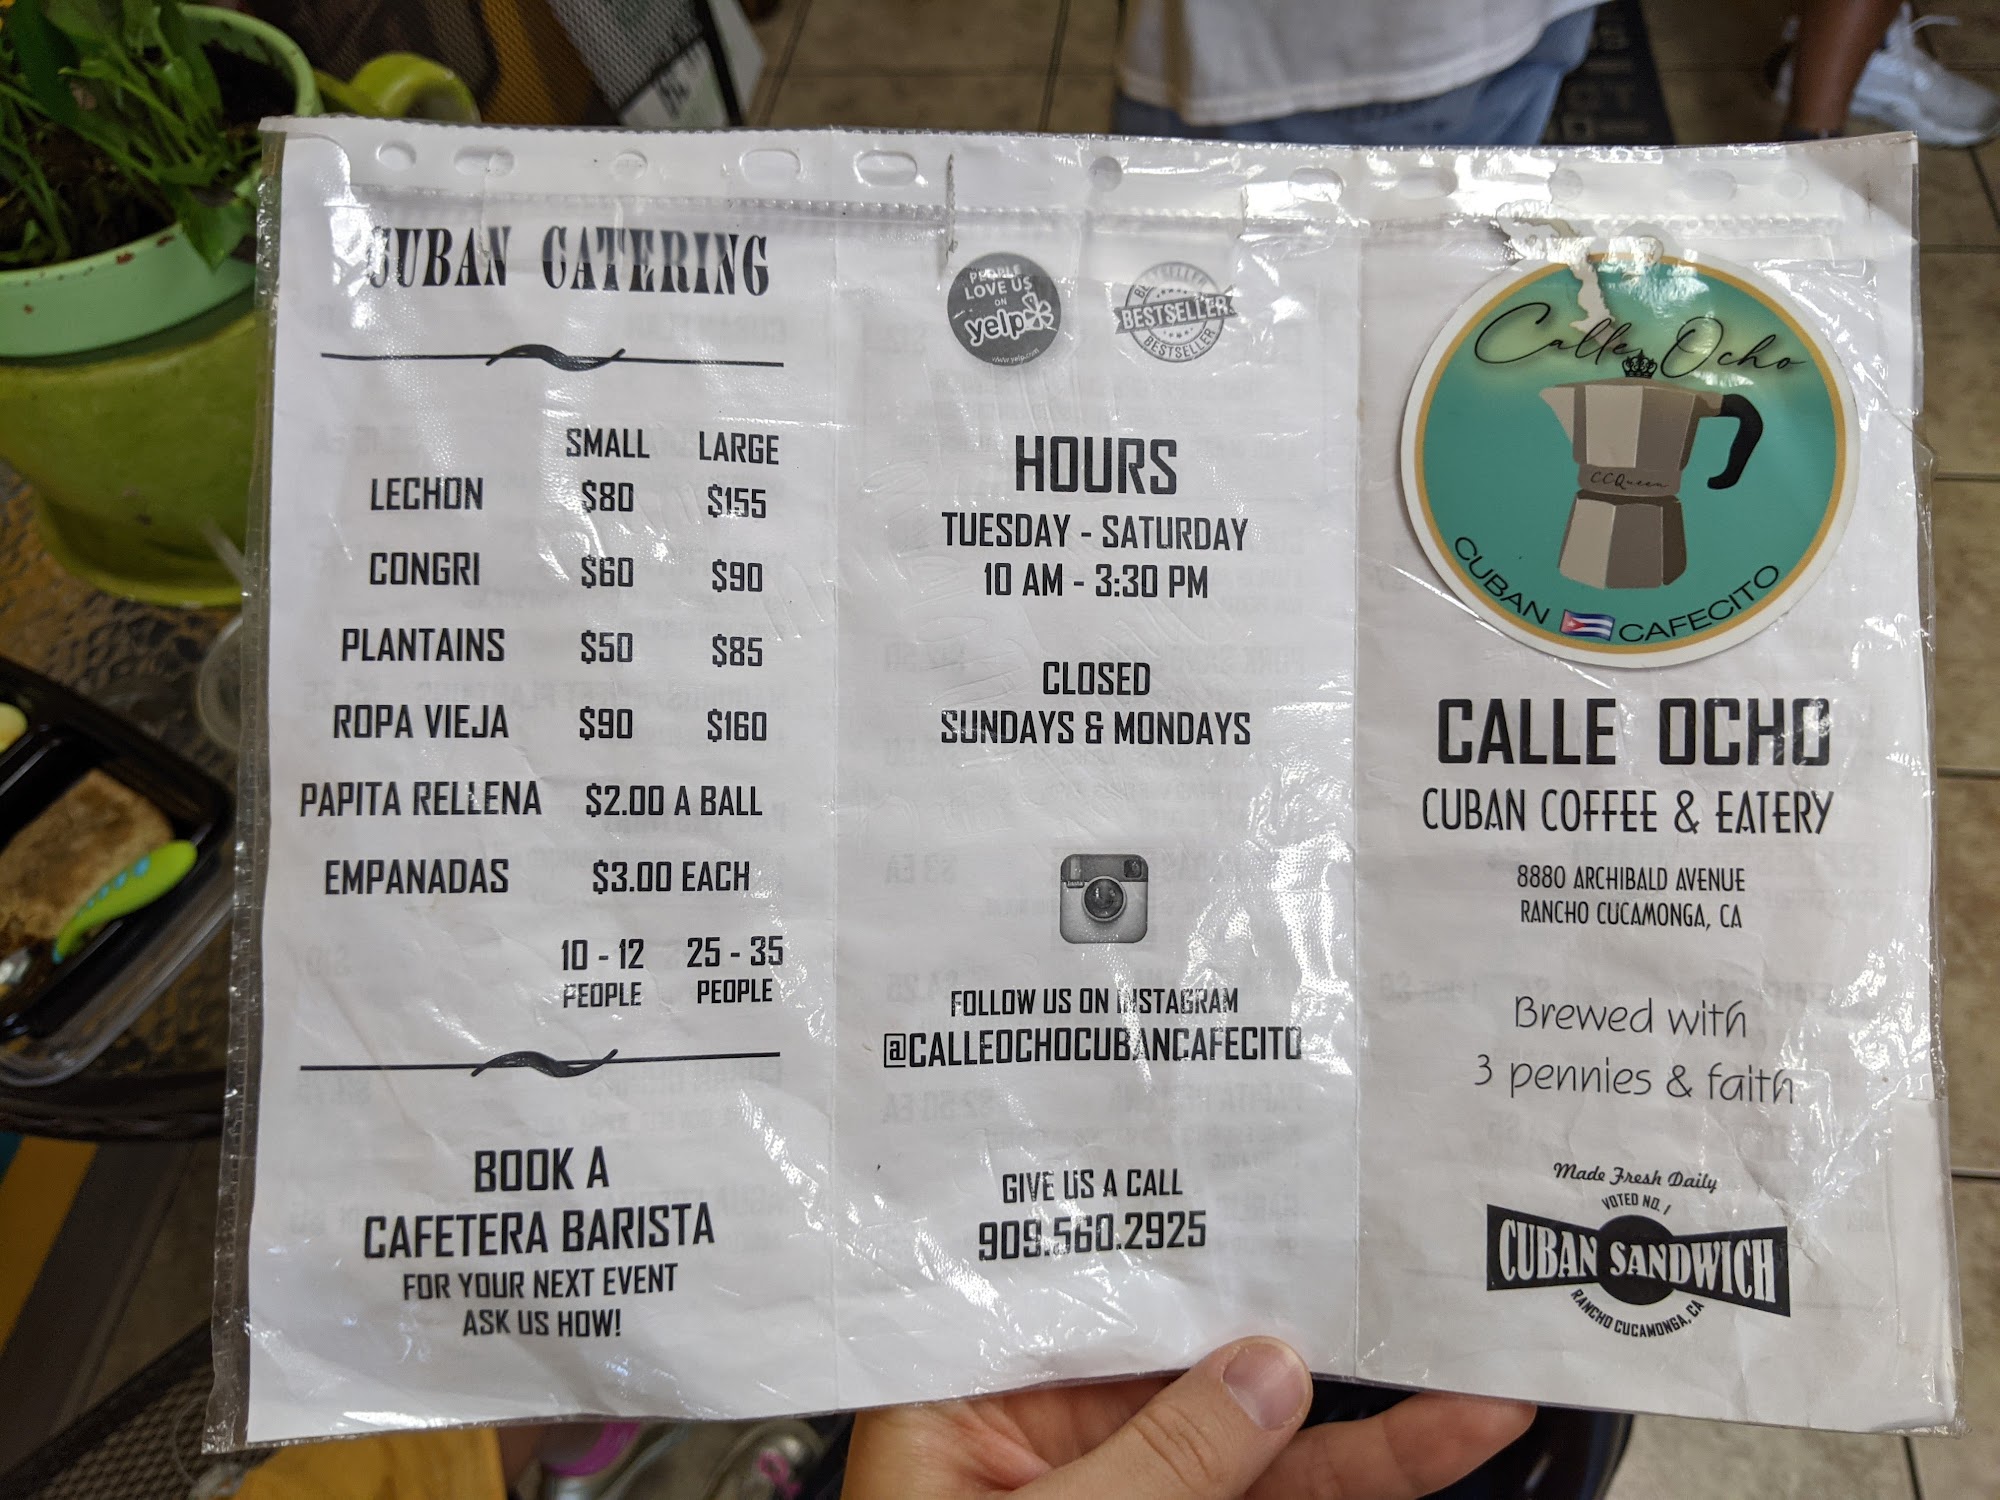 CUBAN CATERING
SMALL LARGE
LECHON $80 $155
CONGRI $60 $90
PLANTAINS $50 $85
ROPA VIEJA $90 $160
PAPITA RELLENA $2.00 A BALL
EMPANADAS $3.00 EACH
10 - 12 25 - 35
PEOPLE PEOPLE
BOOK A
CAFETERA BARISTA
FOR YOUR NEXT EVENT
ASK US HOW!
PEOPLE
LOVE US
ON
yelp
www.yelp.com
BESTSELLER
BESTSELLER
BESTSELLER
HOURS
TUESDAY - SATURDAY
10 AM - 3:30 PM
CLOSED
SUNDAYS & MONDAYS
FOLLOW US ON INSTAGRAM
@CALLEOCHOCUBANCAFECITO
GIVE US A CALL
909.560.2925
Calle Ocho
CCQueen
CUBAN CAFECITO
CALLE OCHO
CUBAN COFFEE & EATERY
8880 ARCHIBALD AVENUE
RANCHO CUCAMONGA, CA
Brewed with
3 pennies & faith
Made Fresh Daily
VOTED NO. 1
CUBAN SANDWICH
RANCHO CUCAMONGA, CA